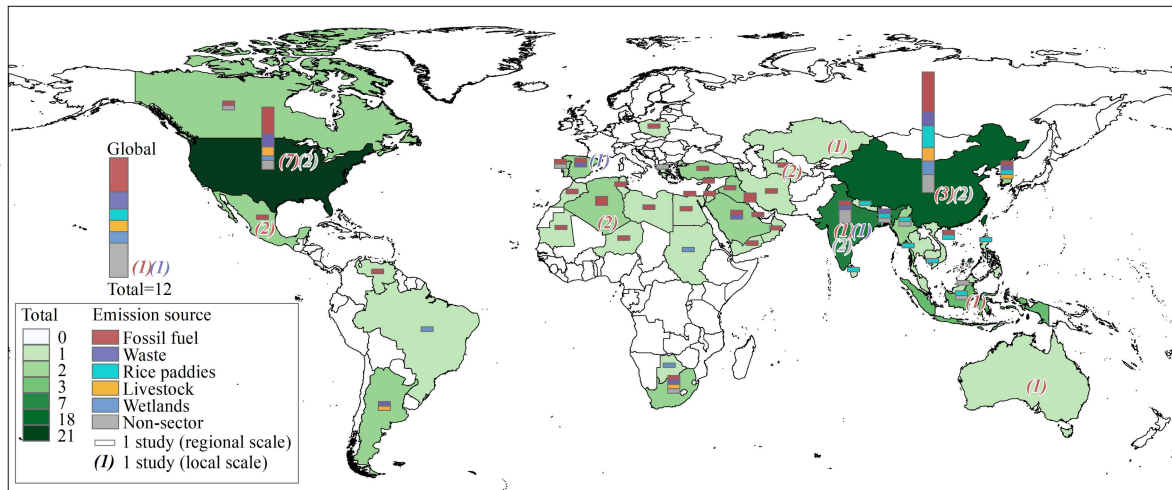 Global
(1)(1)
Total=12
(7)(2)
(2)
(1)
(2)
(2)
(1)
(3)(2)
(1)(1)
(2)
(1)
(1)
Total
0
1
2
3
7
18
21
Emission source
Fossil fuel
Waste
Rice paddies
Livestock
Wetlands
Non-sector
1 study (regional scale)
(1) 1 study (local scale)